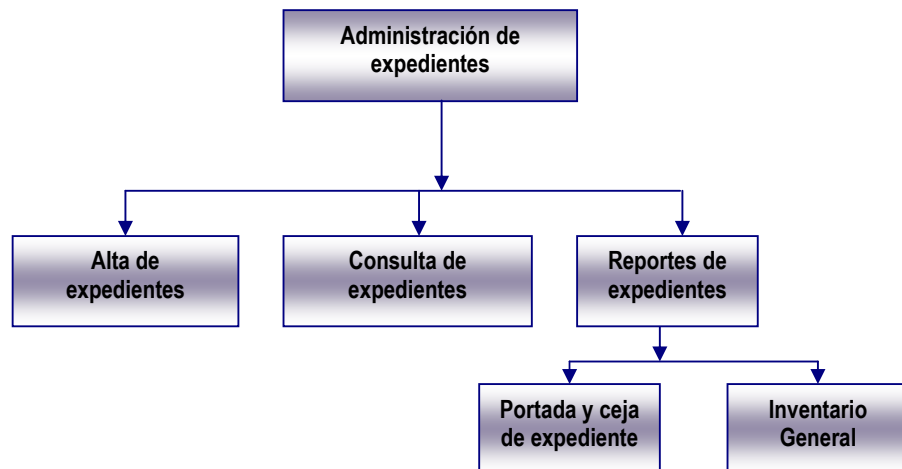 Administración de
expedientes
Alta de
expedientes
Consulta de
expedientes
Reportes de
expedientes
Portada y ceja
de expediente
Inventario
General